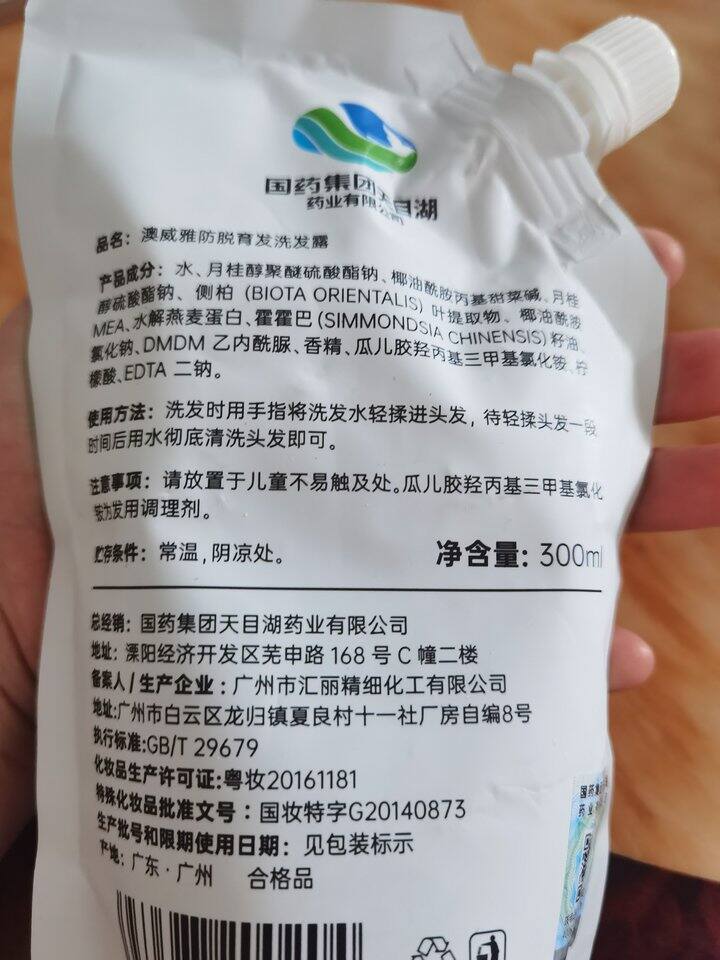 国药集团天目湖
药业有限公司
品名：澳威雅防脱育发洗发露
产品成分：水、月桂醇聚醚硫酸酯钠、椰油酰胺丙基甜菜碱、月桂
醇硫酸酯钠、侧柏（BIOTA ORIENTALIS）叶提取物、椰油酰胺
MEA、水解燕麦蛋白、霍霍巴(SIMMONDSIA CHINENSIS)籽油、
氯化钠、DMDM 乙内酰脲、香精、瓜儿胶羟丙基三甲基氯化铵、柠
檬酸、EDTA 二钠。
使用方法：洗发时用手指将洗发水轻揉进头发，待轻揉头发一段
时间后用水彻底清洗头发即可。
注意事项：请放置于儿童不易触及处。瓜儿胶羟丙基三甲基氯化
铵为发用调理剂。
贮存条件：常温，阴凉处。 净含量: 300ml
总经销：国药集团天目湖药业有限公司
地址：溧阳经济开发区芜申路 168 号 C 幢二楼
备案人/生产企业：广州市汇丽精细化工有限公司
地址:广州市白云区龙归镇夏良村十一社厂房自编8号
执行标准:GB/T 29679
化妆品生产许可证:粤妆20161181
特殊化妆品批准文号：国妆特字G20140873
生产批号和限期使用日期：见包装标示
产地：广东·广州 合格品
国药集
药业